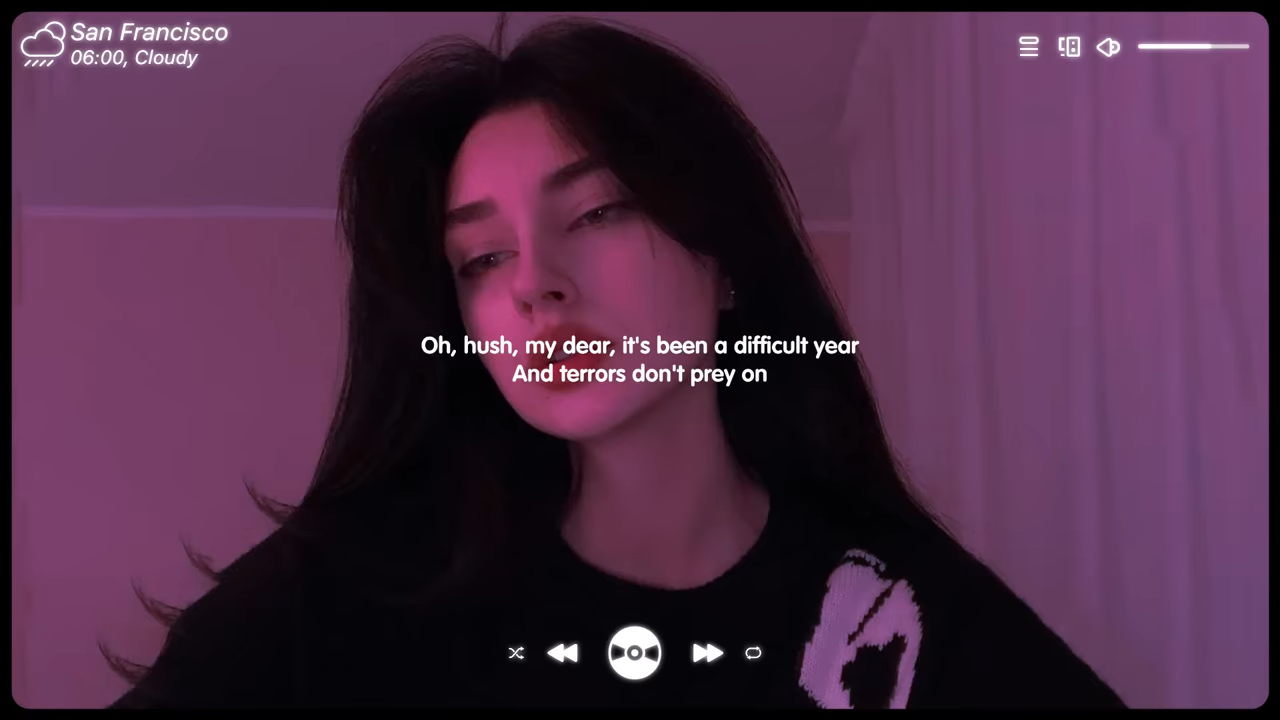 San Francisco
06:00, Cloudy
Oh, hush, my dear, it's been a difficult year
And terrors don't prey on